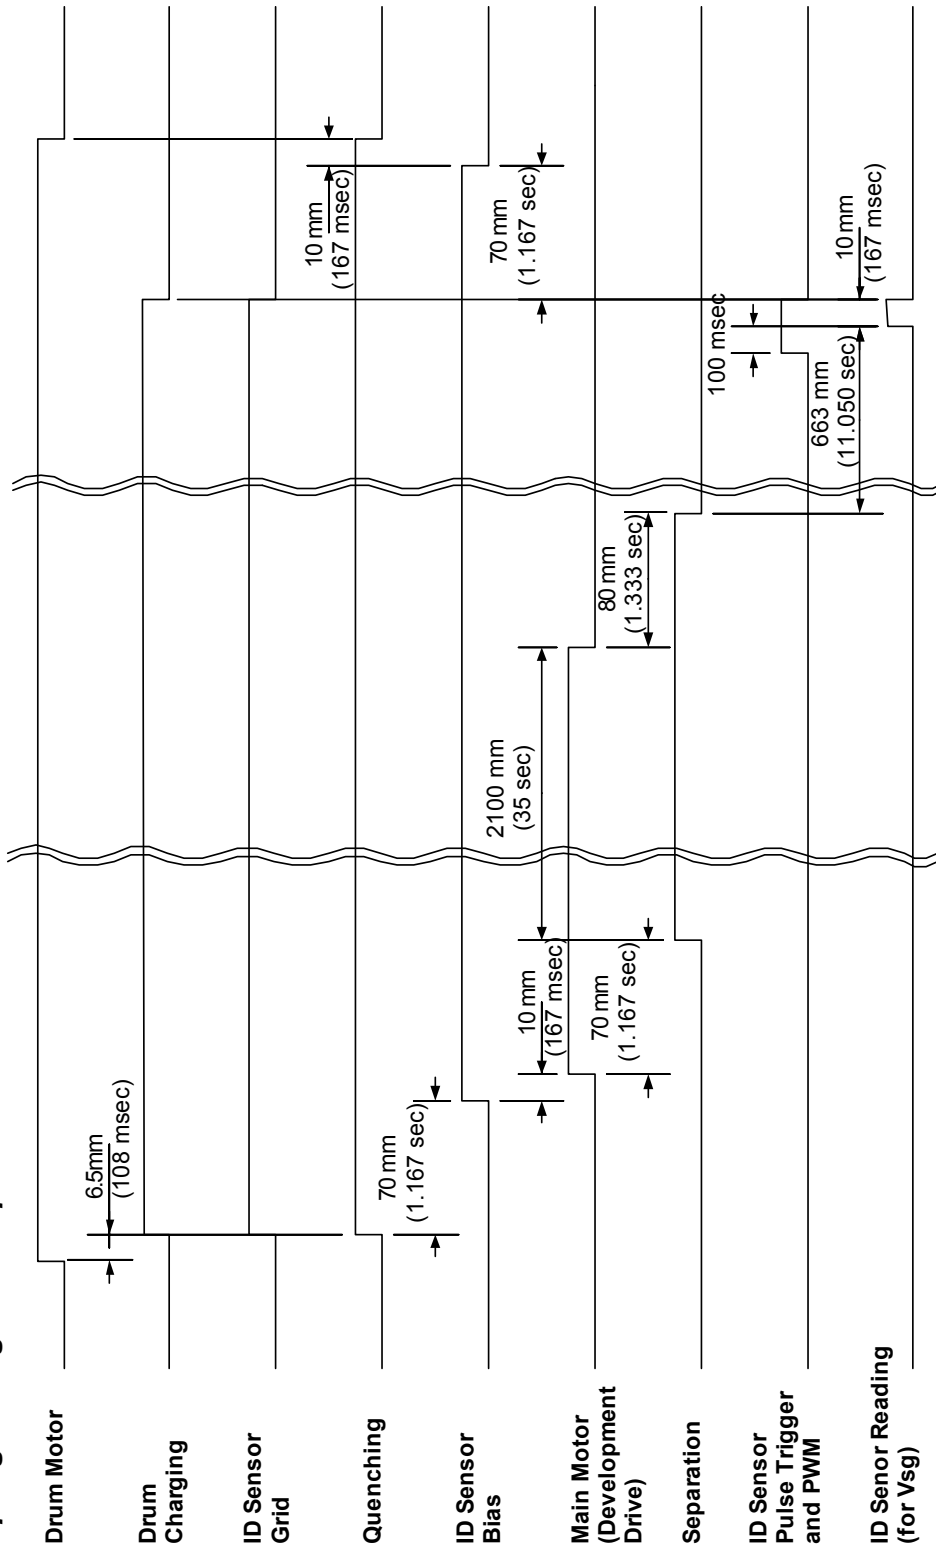 Drum Motor
Drum
Charging
ID Sensor
Grid
Quenching
ID Sensor
Bias
Main Motor
(Development
Drive)
Separation
ID Sensor
Pulse Trigger
and PWM
ID Senor Reading
(for Vsg)
6.5mm
(108 msec)
70 mm
(1.167 sec)
10 mm
(167 msec)
70 mm
(1.167 sec)
2100 mm
(35 sec)
80 mm
(1.333 sec)
10 mm
(167 msec)
70 mm
(1.167 sec)
100 msec
663 mm
(11.050 sec)
10 mm
(167 msec)